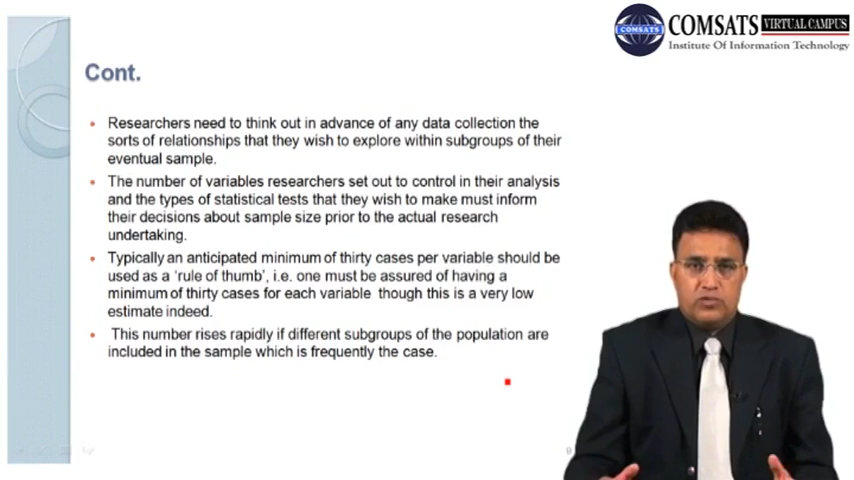 COMSATS
COMSATS VIRTUAL CAMPUS
Institute Of Information Technology
Cont.
Researchers need to think out in advance of any data collection the
sorts of relationships that they wish to explore within subgroups of their
eventual sample.
The number of variables researchers set out to control in their analysis
and the types of statistical tests that they wish to make must inform
their decisions about sample size prior to the actual research
undertaking.
Typically an anticipated minimum of thirty cases per variable should be
used as a ‘rule of thumb’, i.e. one must be assured of having a
minimum of thirty cases for each variable though this is a very low
estimate indeed.
This number rises rapidly if different subgroups of the population are
included in the sample which is frequently the case.
9